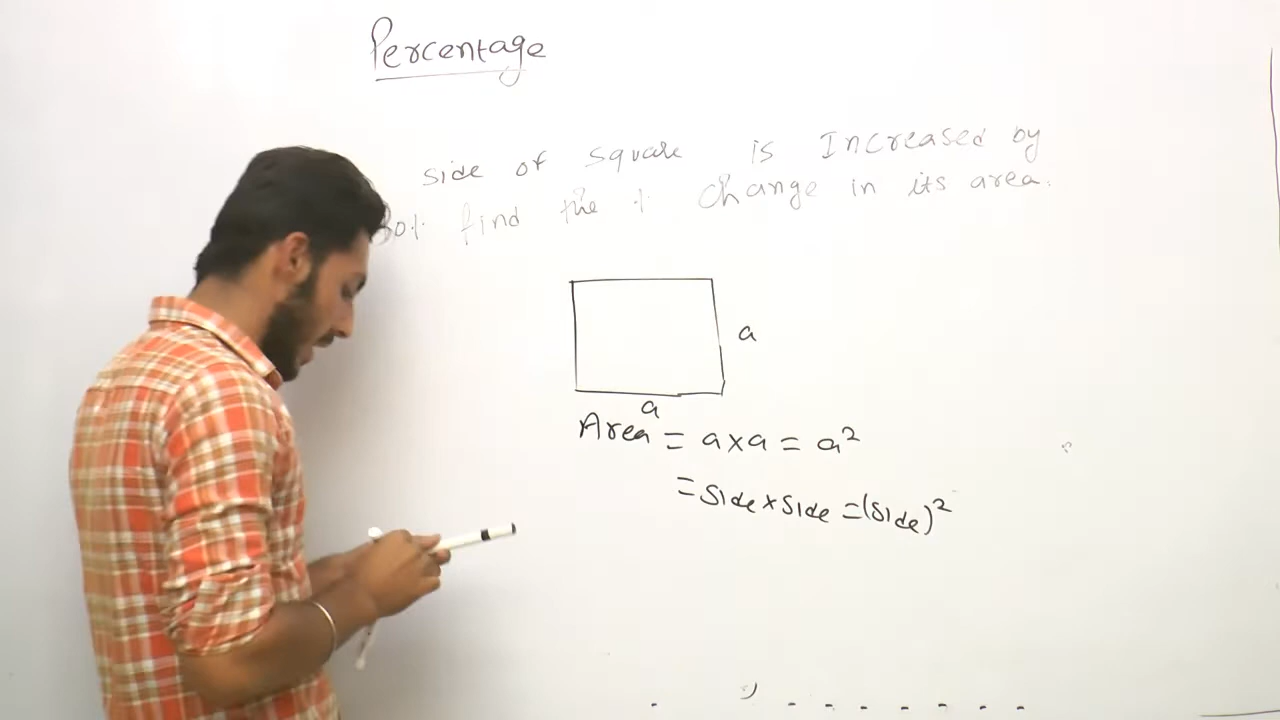 Percentage
side of square is Increased by
0% find the % change in its area.
a
a
Area = a×a = a²
= Side×Side = (Side)²